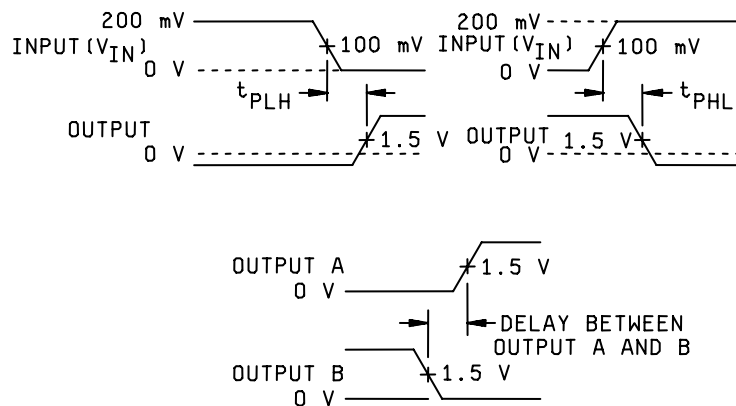 200 mV
INPUT(VIN)
100 mV
0 V
tPLH
OUTPUT
1.5 V
0 V
200 mV
INPUT(VIN)
100 mV
0 V
tPHL
OUTPUT
1.5 V
0 V
OUTPUT A
1.5 V
0 V
DELAY BETWEEN
OUTPUT A AND B
OUTPUT B
1.5 V
0 V